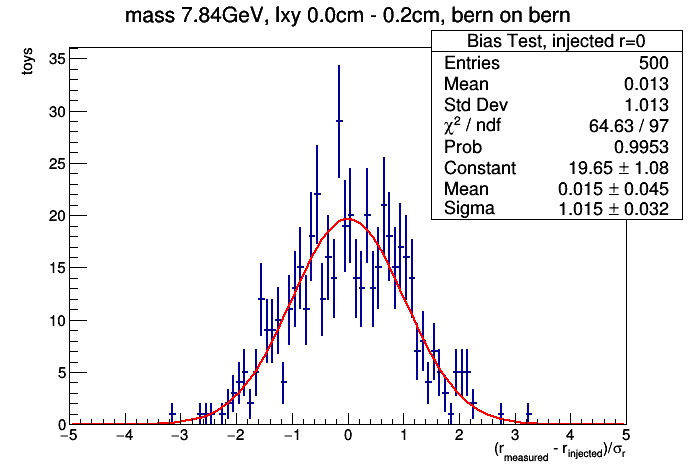 mass 7.84GeV, lxy 0.0cm - 0.2cm, bern on bern
Bias Test, injected r=0
Entries 500
Mean 0.013
Std Dev 1.013
χ² / ndf 64.63 / 97
Prob 0.9953
Constant 19.65 ± 1.08
Mean 0.015 ± 0.045
Sigma 1.015 ± 0.032
toys
35
30
25
20
15
10
5
0
−5 −4 −3 −2 −1 0 1 2 3 4 5
(r_measured - r_injected)/σ_r